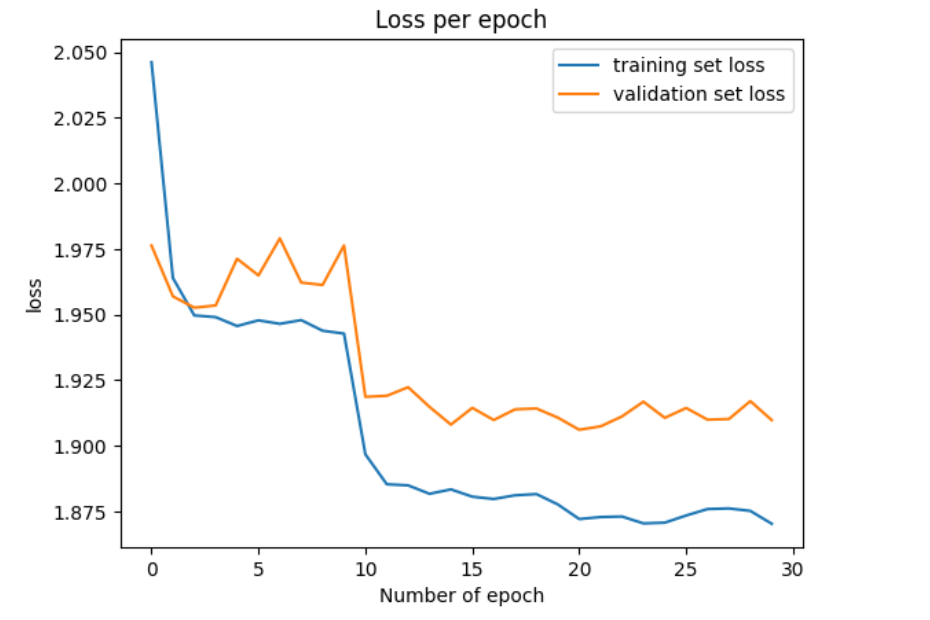 Loss per epoch
training set loss
validation set loss
2.050
2.025
2.000
1.975
1.950
1.925
1.900
1.875
loss
0 5 10 15 20 25 30
Number of epoch